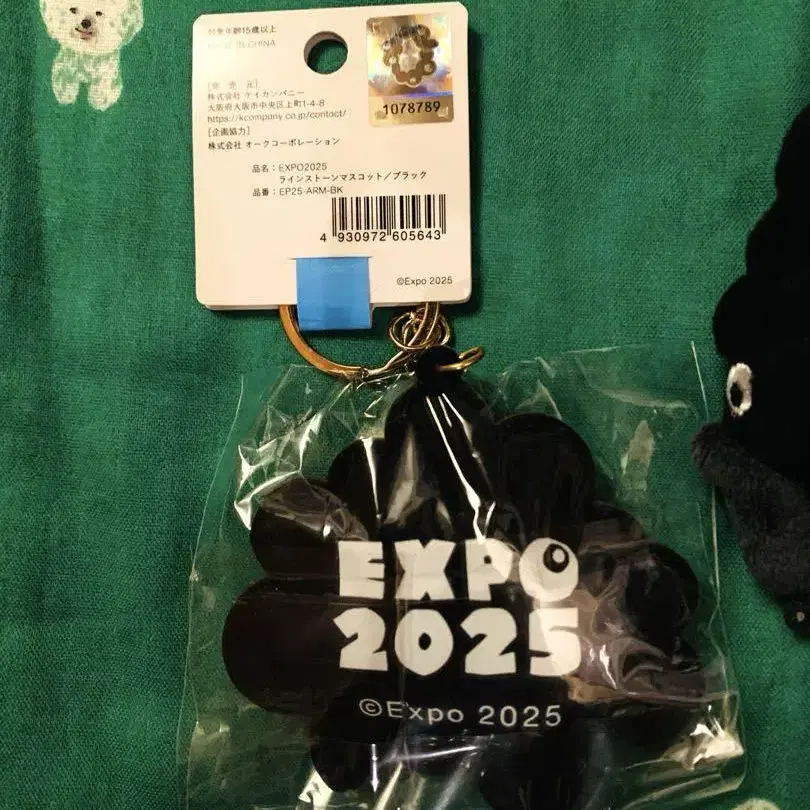 対象年齢15歳以上
MADE IN CHINA
1078789
[発売元]
株式会社 ケイカンパニー
大阪府大阪市中央区上町1-4-8
https://kcompany.co.jp/contact/
[企画協力]
株式会社 オークコーポレーション
品名：EXPO2025
ラインストーンマスコット／ブラック
品番：EP25-ARM-BK
4 930972 605643
©Expo 2025
EXPO
2025
©Expo 2025